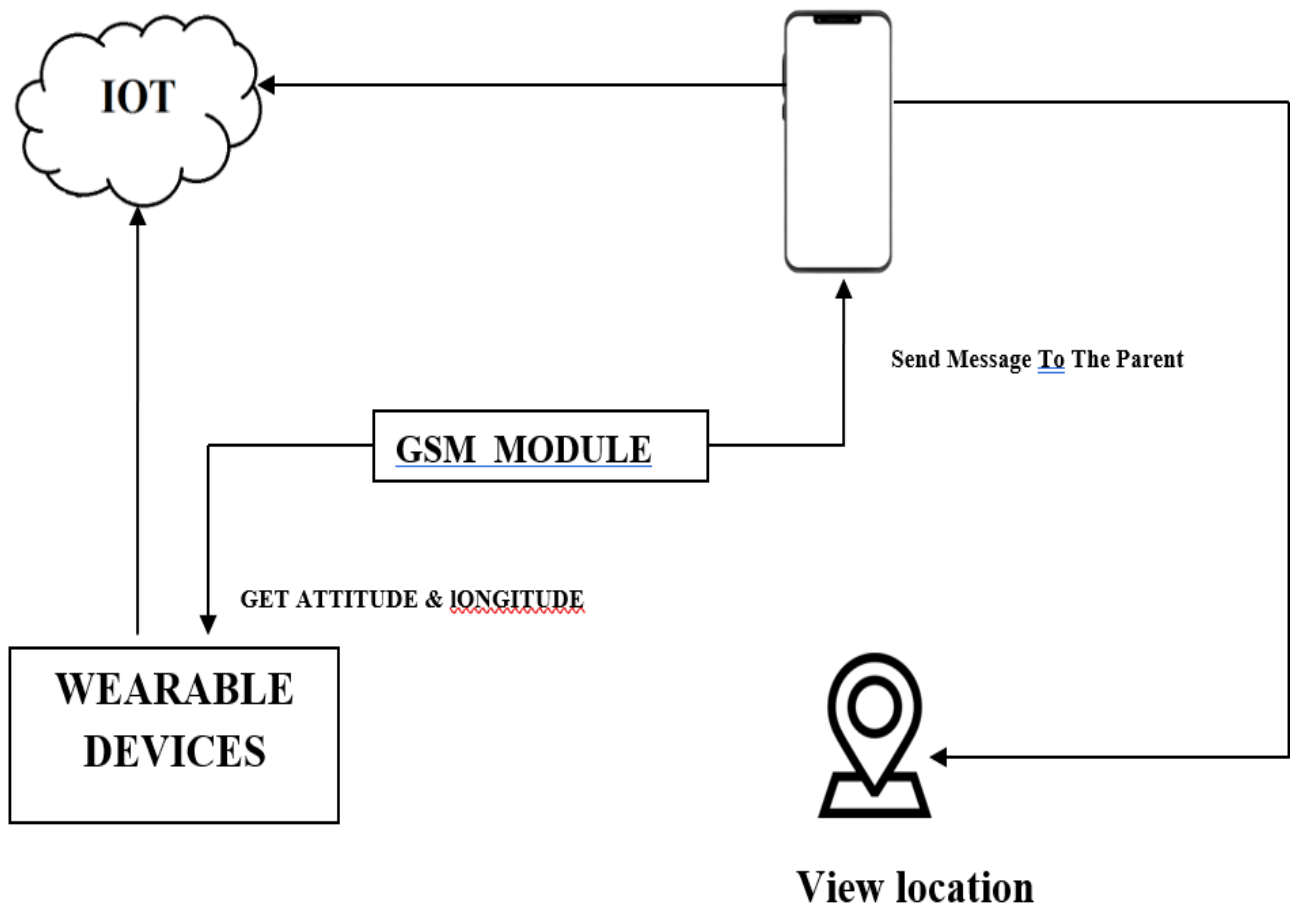 IOT
Send Message To The Parent
GSM MODULE
GET ATTITUDE & lONGITUDE
WEARABLE
DEVICES
View location